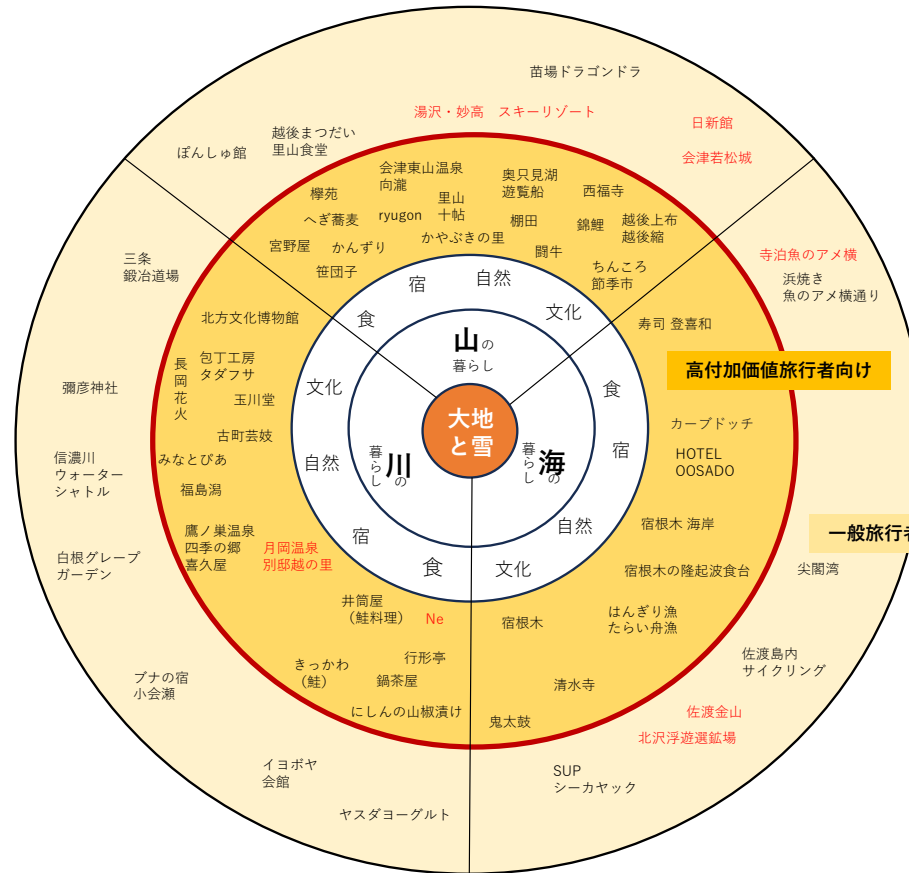 苗場ドラゴンドラ
湯沢・妙高　スキーリゾート
日新館
会津若松城
ぽんしゅ館
越後まつだい
里山食堂
会津東山温泉
向瀧
欅苑
へぎ蕎麦
ryugon
里山
十帖
奥只見湖
遊覧船
西福寺
棚田
錦鯉
越後上布
越後縮
宮野屋
かんずり
かやぶきの里
闘牛
笹団子
ちんころ
節季市
食
宿
自然
文化
山の
暮らし
大地
と雪
三条
鍛冶道場
北方文化博物館
長岡花火
包丁工房
タダフサ
玉川堂
彌彦神社
古町芸妓
みなとぴあ
信濃川
ウォーター
シャトル
福島潟
鷹ノ巣温泉
四季の郷
喜久屋
月岡温泉
別邸越の里
白根グレープ
ガーデン
文化
自然
宿
食
川の
暮らし
井筒屋
（鮭料理）
Ne
行形亭
きっかわ
（鮭）
鍋茶屋
にしんの山椒漬け
ブナの宿
小会瀬
イヨボヤ
会館
ヤスダヨーグルト
寺泊魚のアメ横
浜焼き
魚のアメ横通り
寿司 登喜和
高付加価値旅行者向け
カーブドッチ
HOTEL
OOSADO
食
宿
自然
文化
海の
暮らし
宿根木 海岸
一般旅行者
尖閣湾
宿根木の隆起波食台
はんぎり漁
たらい舟漁
宿根木
佐渡島内
サイクリング
清水寺
鬼太鼓
佐渡金山
北沢浮遊選鉱場
SUP
シーカヤック